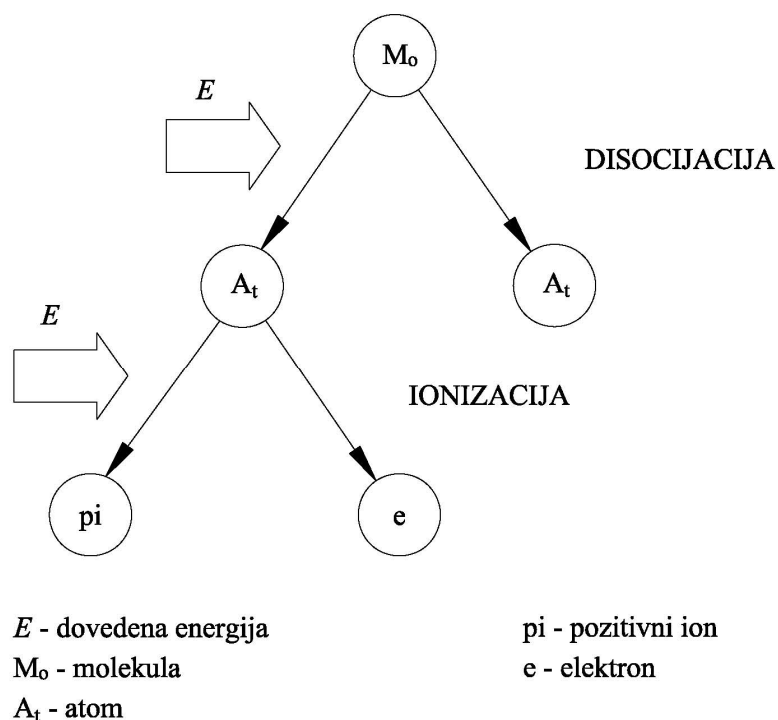 Mₒ
E
DISOCIJACIJA
Aₜ
Aₜ
E
IONIZACIJA
pi
e
E - dovedena energija
Mₒ - molekula
Aₜ - atom
pi - pozitivni ion
e - elektron